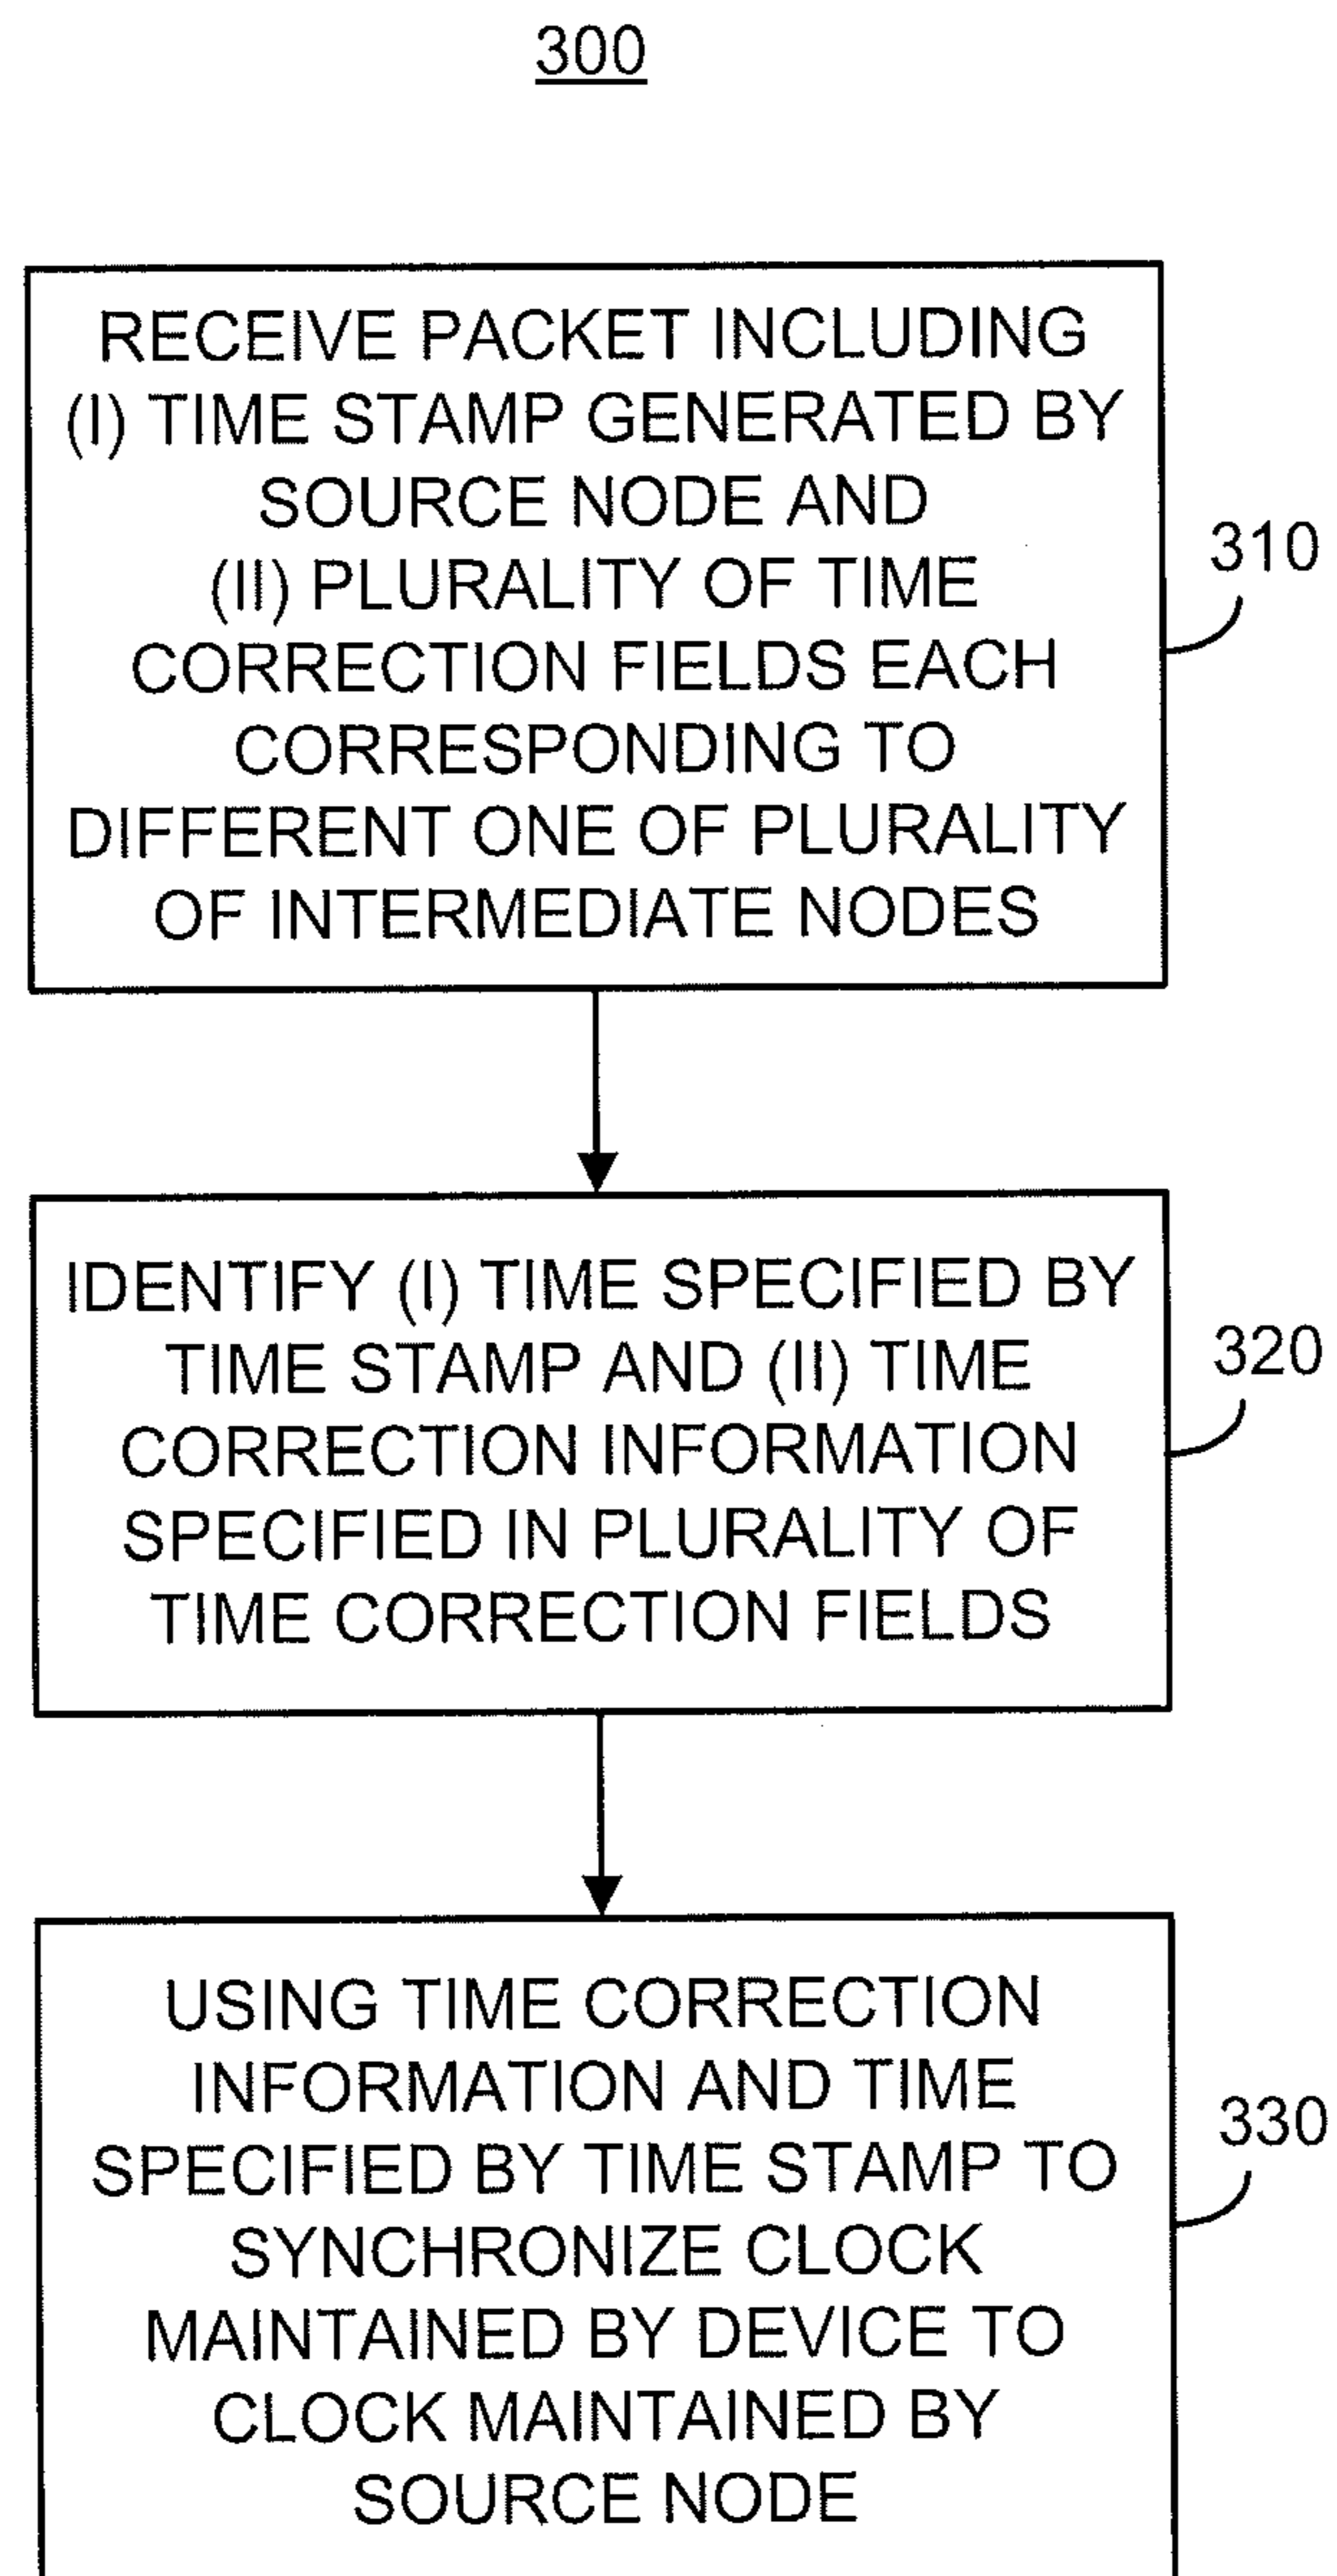 300
RECEIVE PACKET INCLUDING
(I) TIME STAMP GENERATED BY
SOURCE NODE AND
(II) PLURALITY OF TIME
CORRECTION FIELDS EACH
CORRESPONDING TO
DIFFERENT ONE OF PLURALITY
OF INTERMEDIATE NODES
310
IDENTIFY (I) TIME SPECIFIED BY
TIME STAMP AND (II) TIME
CORRECTION INFORMATION
SPECIFIED IN PLURALITY OF
TIME CORRECTION FIELDS
320
USING TIME CORRECTION
INFORMATION AND TIME
SPECIFIED BY TIME STAMP TO
SYNCHRONIZE CLOCK
MAINTAINED BY DEVICE TO
CLOCK MAINTAINED BY
SOURCE NODE
330